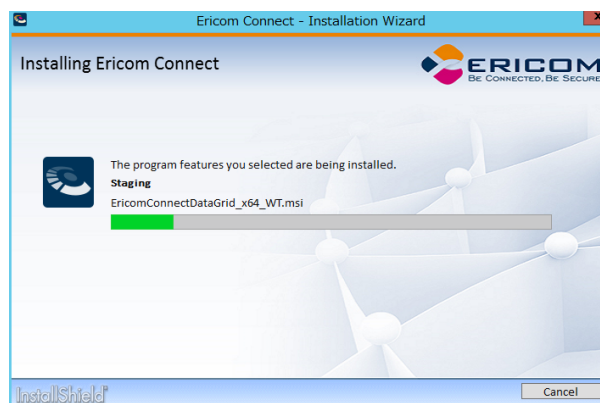 Ericom Connect - Installation Wizard
Installing Ericom Connect
ERICOM
BE CONNECTED, BE SECURE
The program features you selected are being installed.
Staging
EricomConnectDataGrid_x64_WT.msi
InstallShield
Cancel